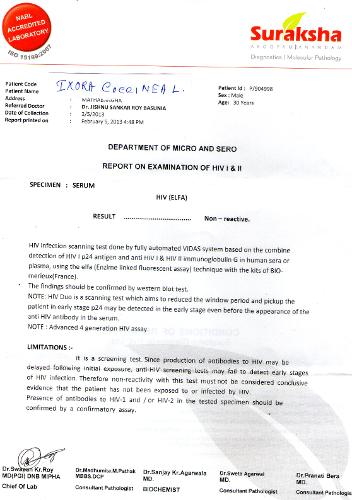 NABL
ACCREDITED
LABORATORY
ISO 15189:2007
Suraksha
AROGYAM ANANDAM
Diagnostics | Molecular Pathology
Patient Code
Patient Name
IXORA COCCINEA L.
Address :
Referred Doctor : Dr. JISHNU SANKAR ROY BASUNIA
Date of Collection : 2/5/2013
Report printed on : February 5, 2013 4:48 PM
Patient Id : P/904998
Sex : Male
Age: 30 Years
DEPARTMENT OF MICRO AND SERO
REPORT ON EXAMINATION OF HIV I & II
SPECIMEN : SERUM
HIV (ELFA)
RESULT .............................. Non – reactive.
HIV Infection scanning test done by fully automated VIDAS system based on the combine
detection of HIV I p24 antigen and anti HIV I & HIV II immunoglobulin G in human sera or
plasma, using the elfa (Enzime linked fluorescent assay) technique with the kits of BIO-
merieux(France).
The findings should be confirmed by western blot test.
NOTE: HIV Duo is a scanning test which aims to reduced the window period and pickup the
patient in early stage p24 may be detected in the early stage even before the appearance of the
anti HIV antibody in the serum.
NOTE : Advanced 4 generation HIV assay.
LIMITATIONS :-
it is a screening test. Since production of antibodies to HIV may be
delayed following initial exposure, anti-HIV screening tests may fail to detect early stages
of HIV infection. Therefore non-reactivity with this test must not be considered conclusive
evidence that the patient has not been exposed to or infected by HIV.
Presence of antibodies to HIV-1 and /or HIV-2 in the tested specimen should be
confirmed by a confirmatory assay.
Dr.Swireen Kr.Roy Dr.Madhumita.M.Pathak Dr.Sanjay Kr.Agarwala Dr.Sweta Agarwal Dr.Pranati Bera
MD(PGI) DNB MIPHA MBBS.DCP MD. MD.
Chief Of Lab Consultant Pathologist BIOCHEMIST Consultant Pathologist Consultant Pathologist